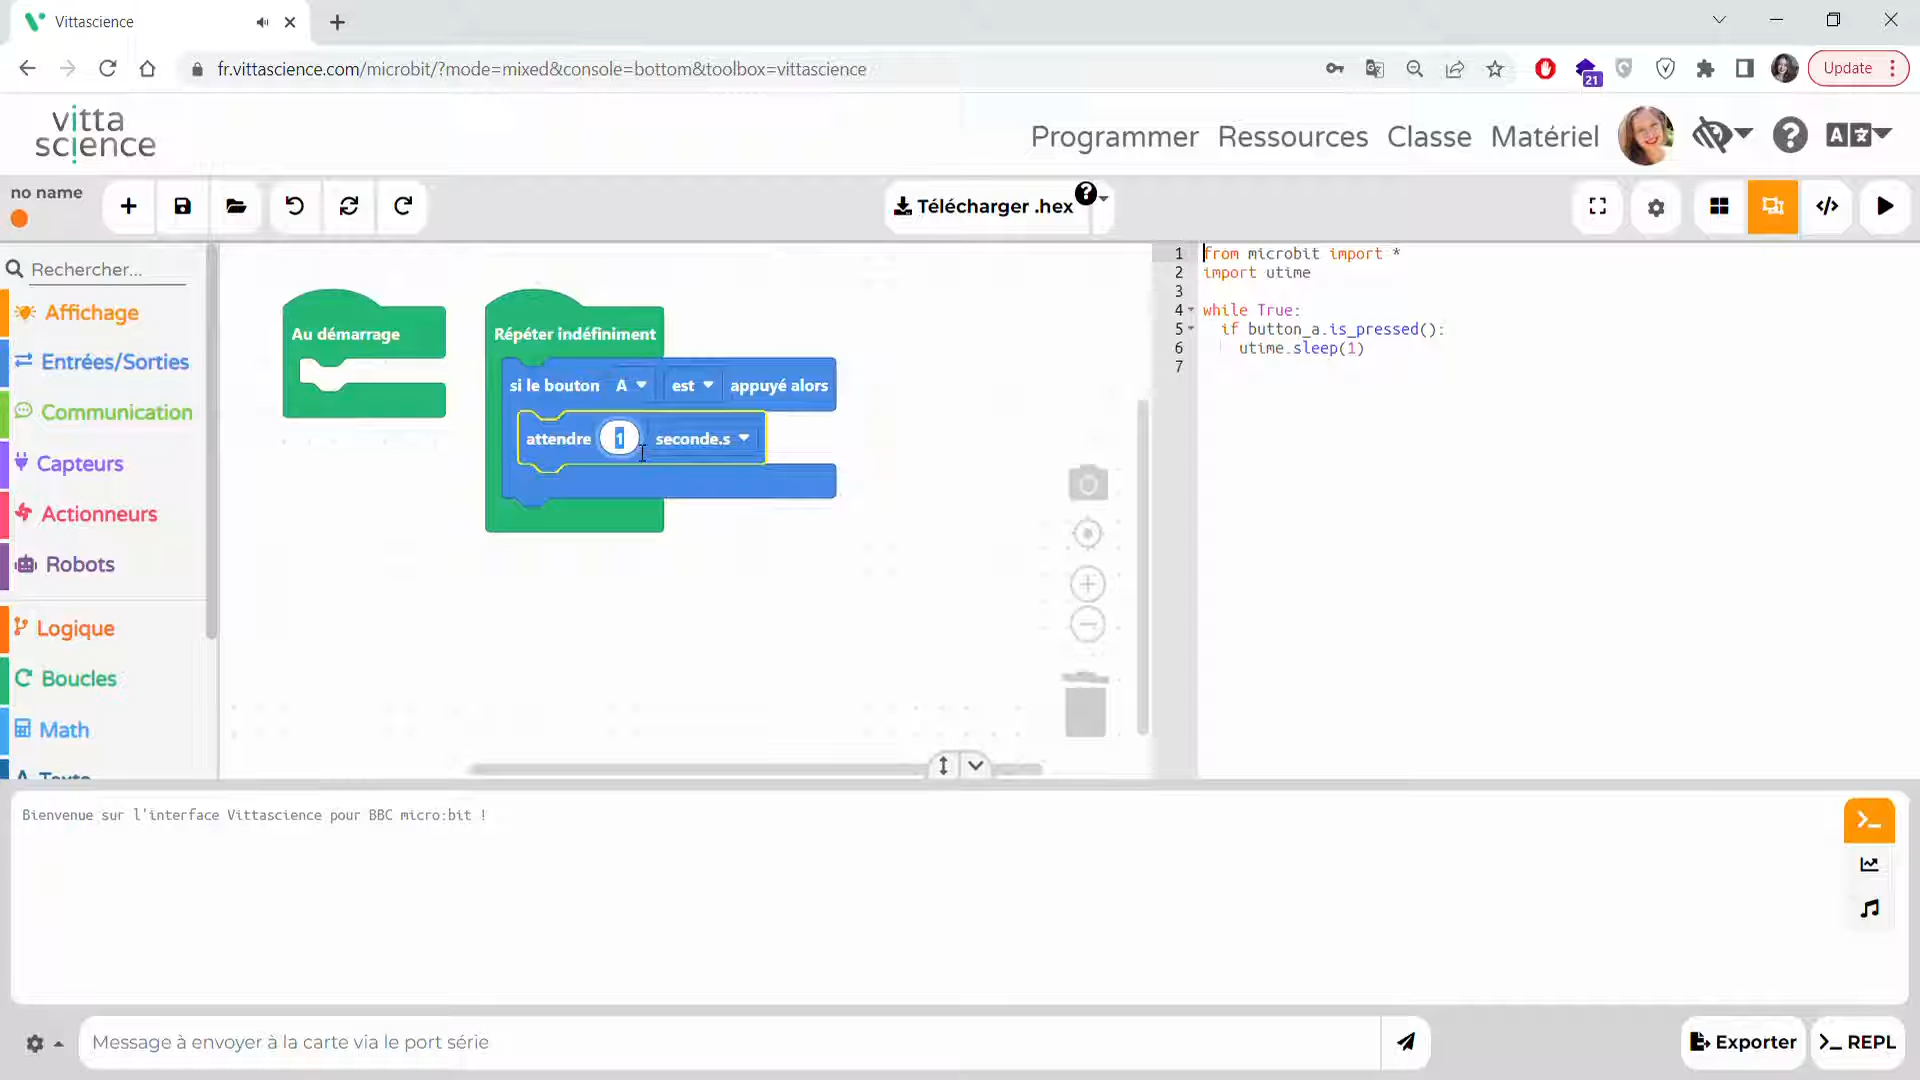 Vittascience
fr.vittascience.com/microbit/?mode=mixed&console=bottom&toolbox=vittascience
21
Update
vitta
science
Programmer
Ressources
Classe
Matériel
no name
Télécharger .hex
Rechercher...
Affichage
Entrées/Sorties
Communication
Capteurs
Actionneurs
Robots
Logique
Boucles
Math
Texte
Au démarrage
Répéter indéfiniment
si le bouton A est appuyé alors
attendre 1 seconde.s
1 from microbit import *
2 import utime
3
4 while True:
5 if button_a.is_pressed():
6 utime.sleep(1)
7
Bienvenue sur l'interface Vittascience pour BBC micro:bit !
Message à envoyer à la carte via le port série
Exporter
>_ REPL